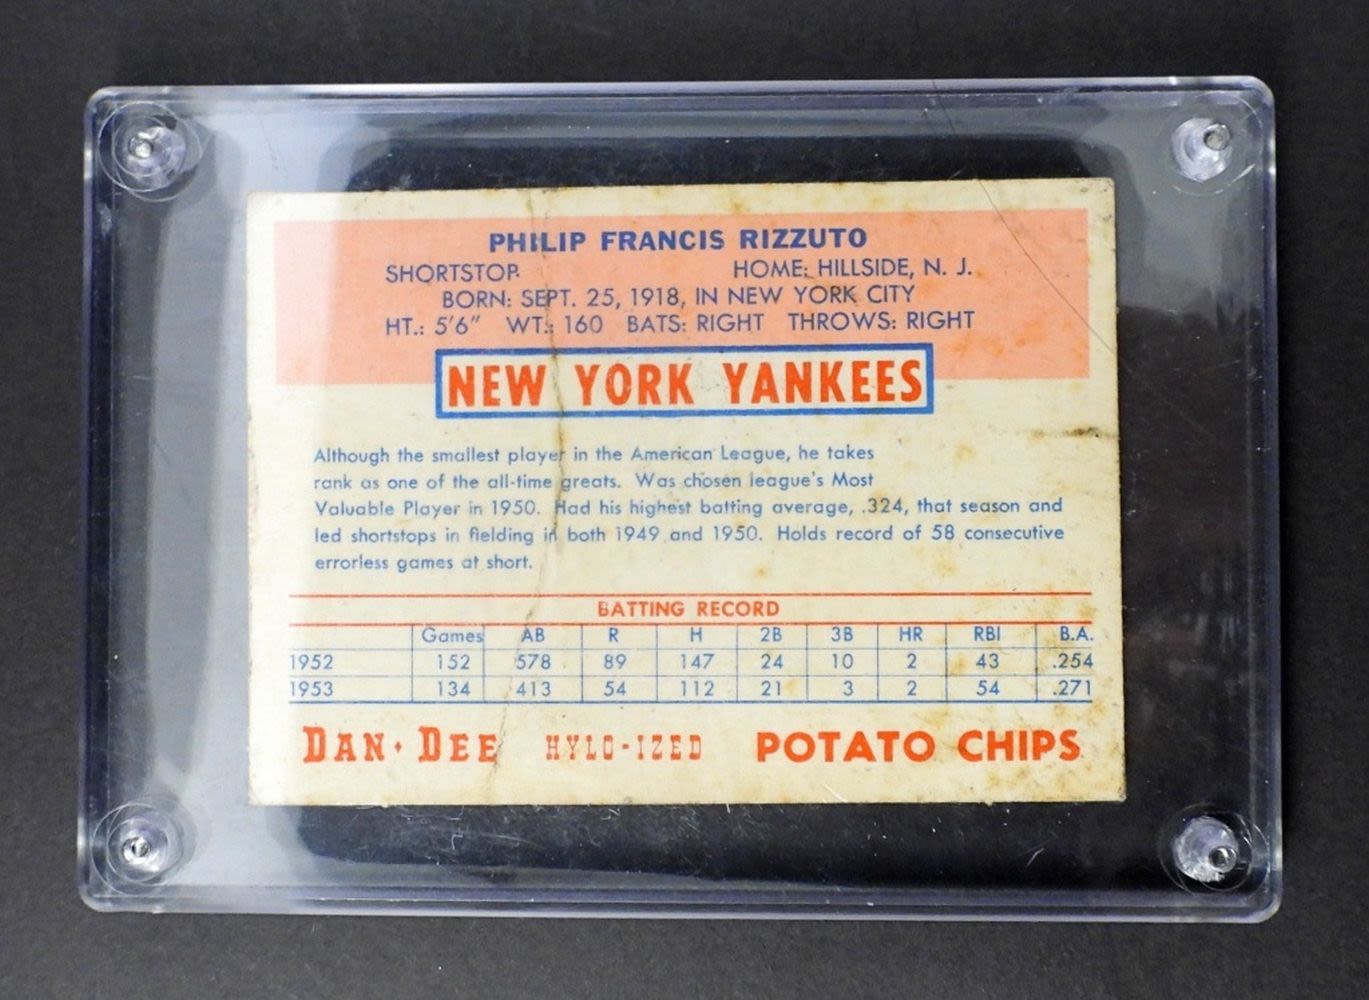 PHILIP FRANCIS RIZZUTO
SHORTSTOP HOME: HILLSIDE, N. J.
BORN: SEPT. 25, 1918, IN NEW YORK CITY
HT.: 5'6" WT.: 160 BATS: RIGHT THROWS: RIGHT
NEW YORK YANKEES
Although the smallest player in the American League, he takes
rank as one of the all-time greats. Was chosen league's Most
Valuable Player in 1950. Had his highest batting average, .324, that season and
led shortstops in fielding in both 1949 and 1950. Holds record of 58 consecutive
errorless games at short.
BATTING RECORD
Games AB R H 2B 3B HR RBI B.A.
1952 152 578 89 147 24 10 2 43 .254
1953 134 413 54 112 21 3 2 54 .271
DAN·DEE HYLO-IZED POTATO CHIPS